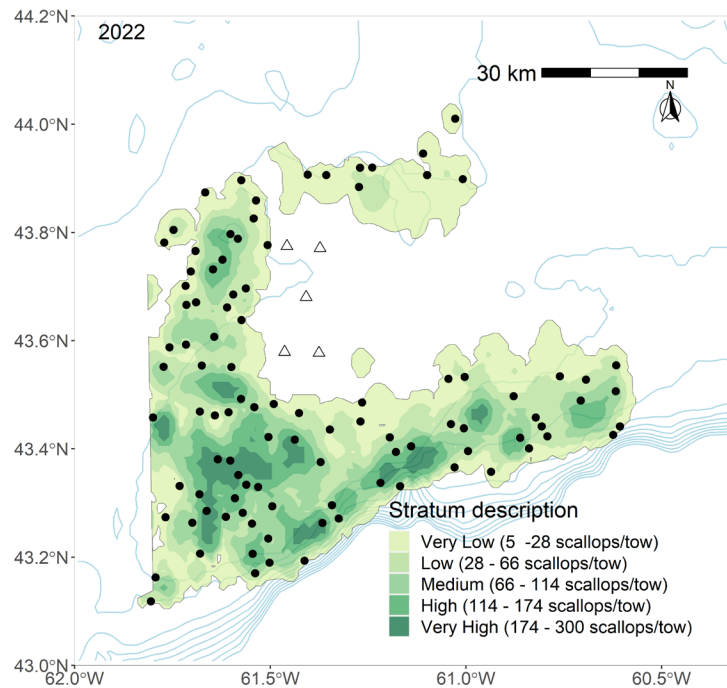 44.2°N
2022
30 km
N
44.0°N
43.8°N
43.6°N
43.4°N
43.2°N
43.0°N
Stratum description
Very Low (5 -28 scallops/tow)
Low (28 - 66 scallops/tow)
Medium (66 - 114 scallops/tow)
High (114 - 174 scallops/tow)
Very High (174 - 300 scallops/tow)
62.0°W
61.5°W
61.0°W
60.5°W